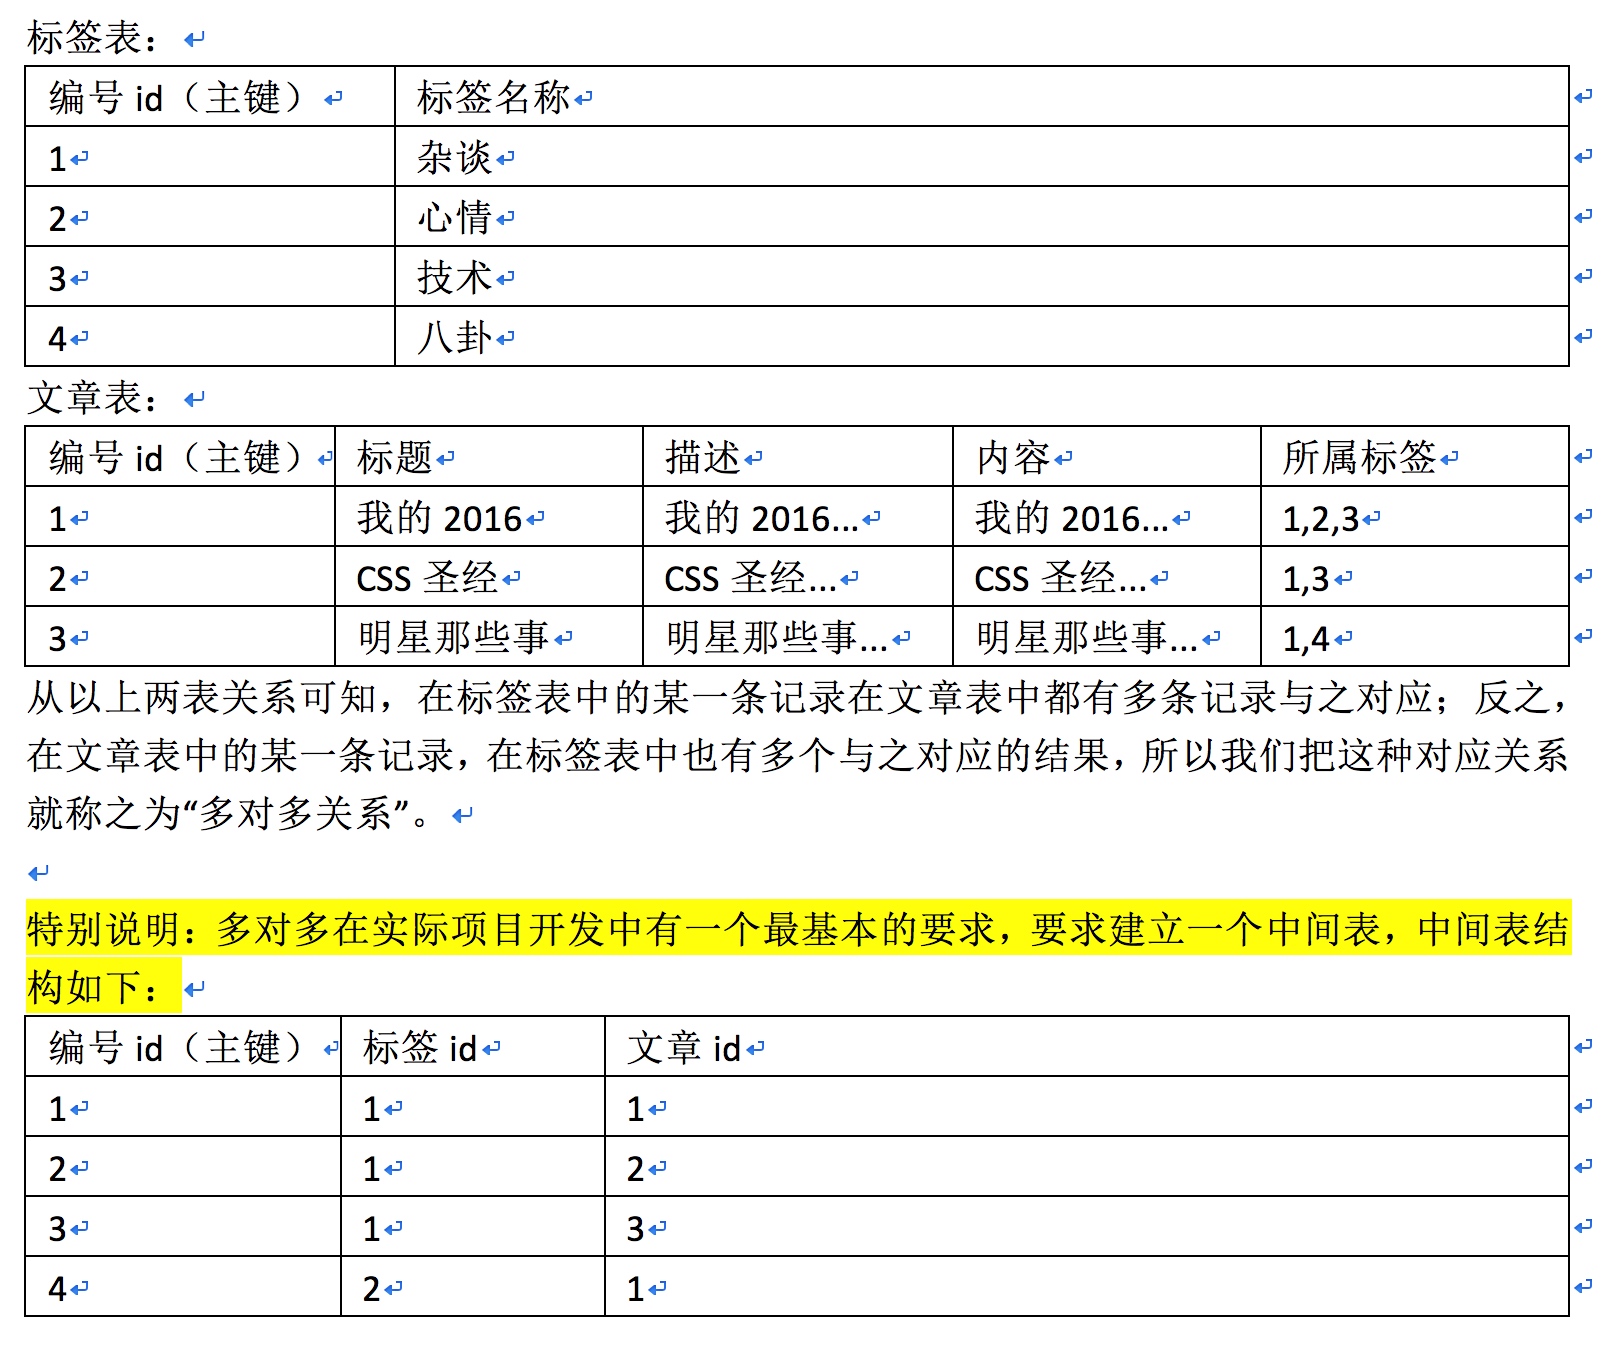 标签表：
编号 id（主键） 标签名称
1 杂谈
2 心情
3 技术
4 八卦
文章表：
编号 id（主键） 标题 描述 内容 所属标签
1 我的 2016 我的 2016... 我的 2016... 1,2,3
2 CSS 圣经 CSS 圣经... CSS 圣经... 1,3
3 明星那些事 明星那些事... 明星那些事... 1,4
从以上两表关系可知，在标签表中的某一条记录在文章表中都有多条记录与之对应；反之，
在文章表中的某一条记录，在标签表中也有多个与之对应的结果，所以我们把这种对应关系
就称之为“多对多关系”。
特别说明：多对多在实际项目开发中有一个最基本的要求，要求建立一个中间表，中间表结
构如下：
编号 id（主键） 标签 id 文章 id
1 1 1
2 1 2
3 1 3
4 2 1